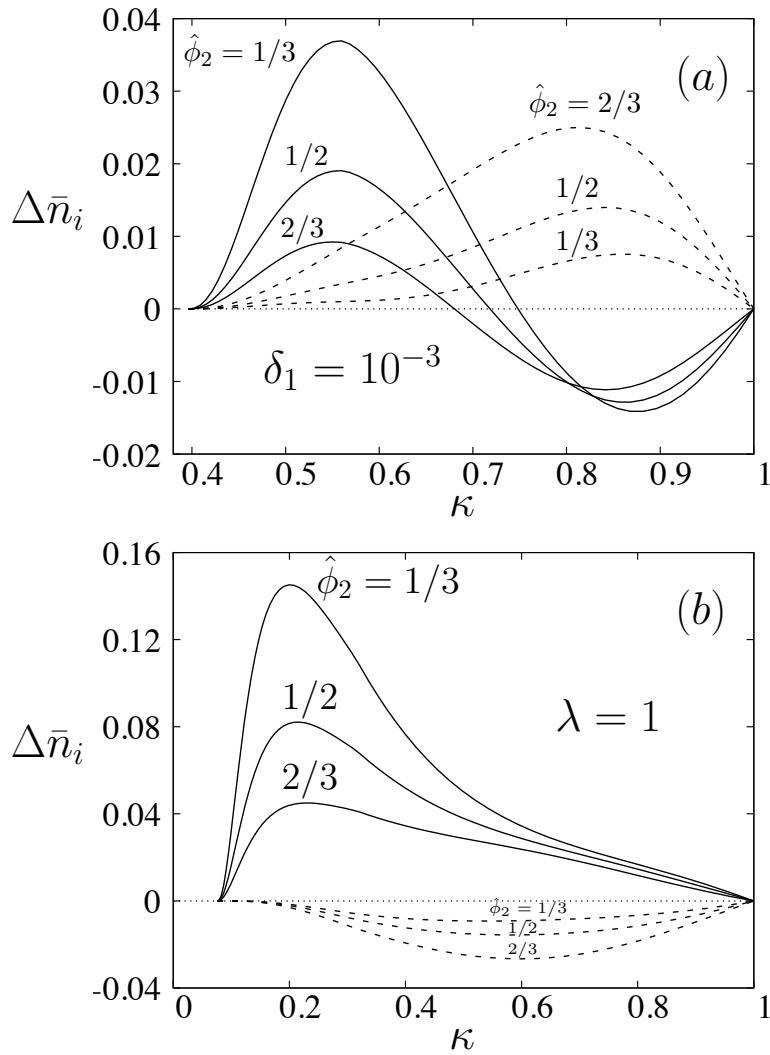 0.04
ϕ̂₂ = 1/3
(a)
0.03
ϕ̂₂ = 2/3
0.02
1/2
1/2
Δn̄ᵢ
2/3
0.01
1/3
0
δ₁ = 10⁻³
-0.01
-0.02
0.4 0.5 0.6 0.7 0.8 0.9 1
κ
0.16
ϕ̂₂ = 1/3
(b)
0.12
1/2
λ = 1
0.08
Δn̄ᵢ
2/3
0.04
0
ϕ̂₂ = 1/3
1/2
2/3
-0.04
0 0.2 0.4 0.6 0.8 1
κ